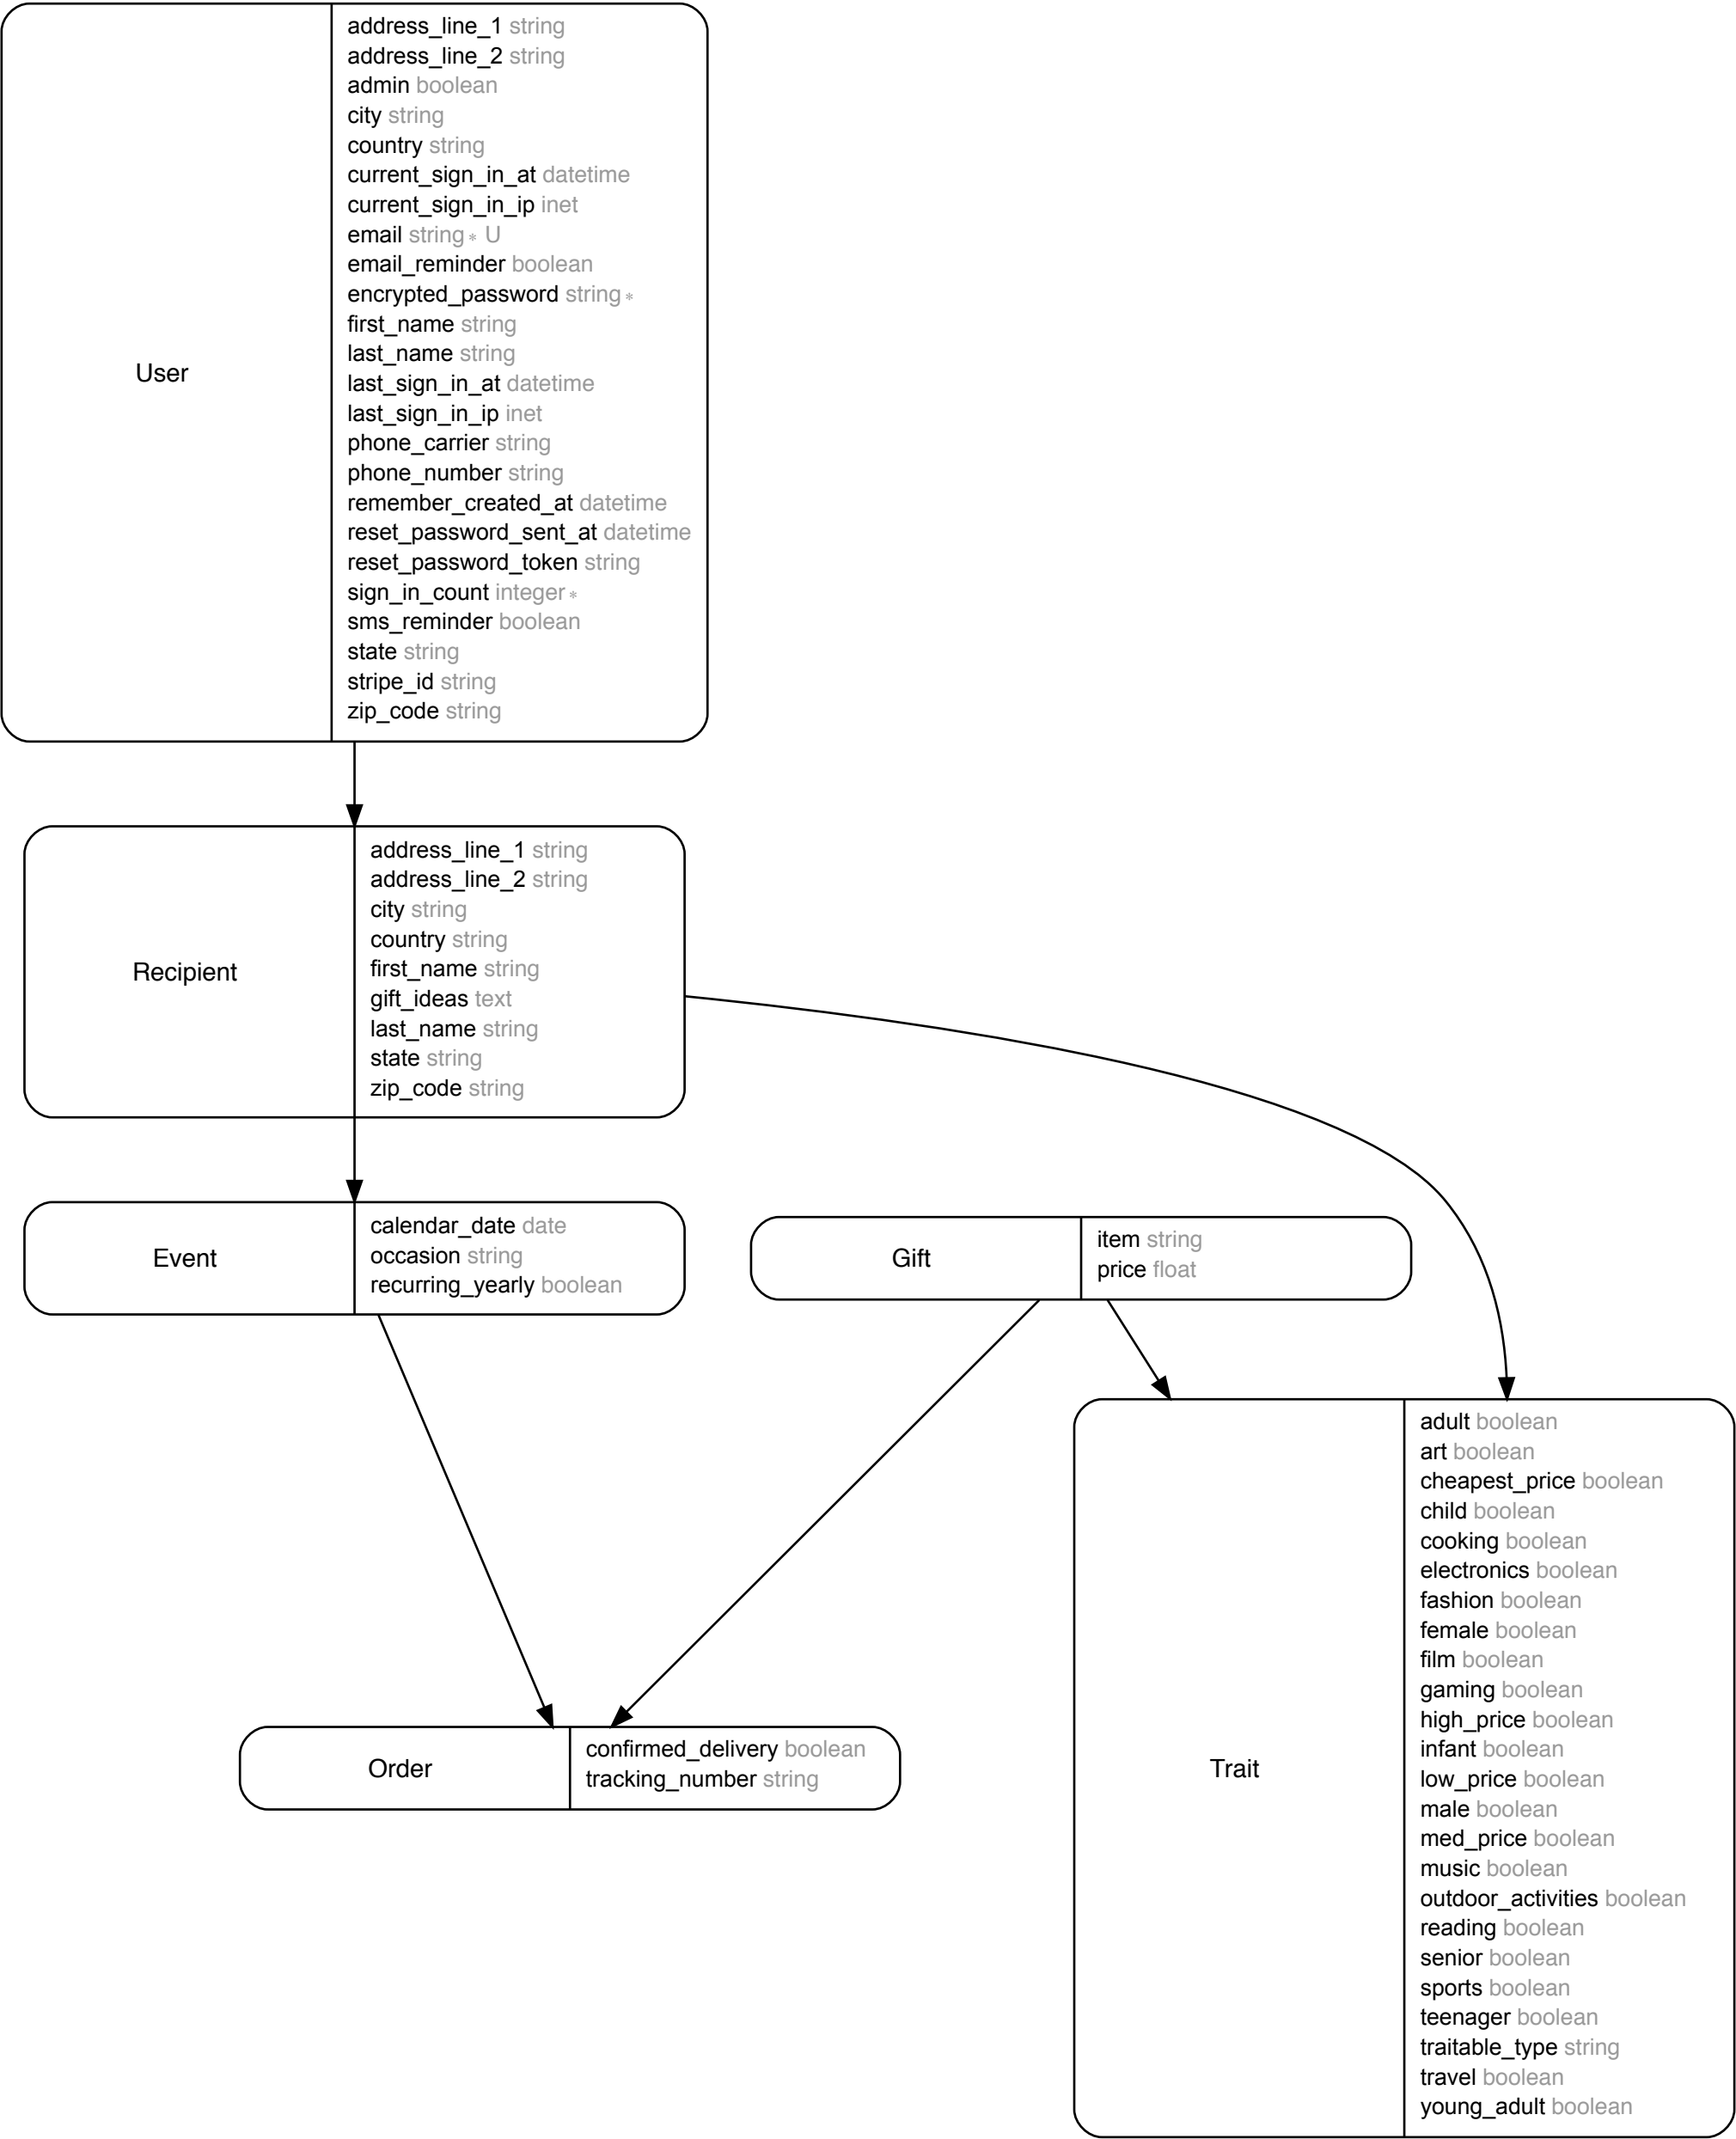 User
address_line_1 string
address_line_2 string
admin boolean
city string
country string
current_sign_in_at datetime
current_sign_in_ip inet
email string * U
email_reminder boolean
encrypted_password string *
first_name string
last_name string
last_sign_in_at datetime
last_sign_in_ip inet
phone_carrier string
phone_number string
remember_created_at datetime
reset_password_sent_at datetime
reset_password_token string
sign_in_count integer *
sms_reminder boolean
state string
stripe_id string
zip_code string
Recipient
address_line_1 string
address_line_2 string
city string
country string
first_name string
gift_ideas text
last_name string
state string
zip_code string
Event
calendar_date date
occasion string
recurring_yearly boolean
Gift
item string
price float
Order
confirmed_delivery boolean
tracking_number string
Trait
adult boolean
art boolean
cheapest_price boolean
child boolean
cooking boolean
electronics boolean
fashion boolean
female boolean
film boolean
gaming boolean
high_price boolean
infant boolean
low_price boolean
male boolean
med_price boolean
music boolean
outdoor_activities boolean
reading boolean
senior boolean
sports boolean
teenager boolean
traitable_type string
travel boolean
young_adult boolean